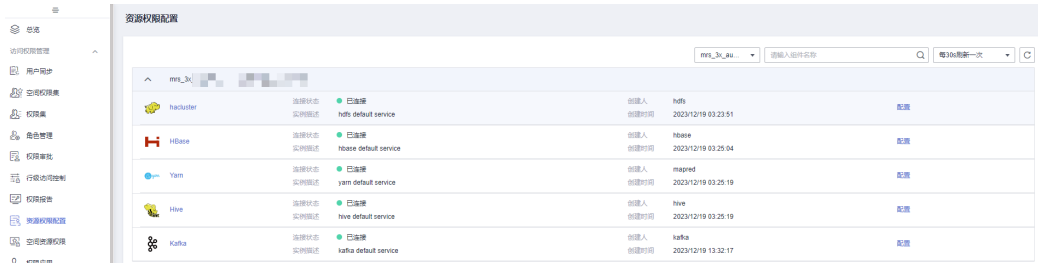 总览
访问权限管理
用户同步
空间权限集
权限集
角色管理
权限审批
行级访问控制
权限报告
资源权限配置
空间资源权限
权限应用
资源权限配置
mrs_3x_au...
请输入组件名称
每30s刷新一次
mrs_3x
hacluster 连接状态 已连接 创建人 hdfs 配置
实例描述 hdfs default service 创建时间 2023/12/19 03:23:51
HBase 连接状态 已连接 创建人 hbase 配置
实例描述 hbase default service 创建时间 2023/12/19 03:25:04
Yarn 连接状态 已连接 创建人 mapred 配置
实例描述 yarn default service 创建时间 2023/12/19 03:25:19
Hive 连接状态 已连接 创建人 hive 配置
实例描述 hive default service 创建时间 2023/12/19 03:25:19
Kafka 连接状态 已连接 创建人 kafka 配置
实例描述 kafka default service 创建时间 2023/12/19 13:32:17